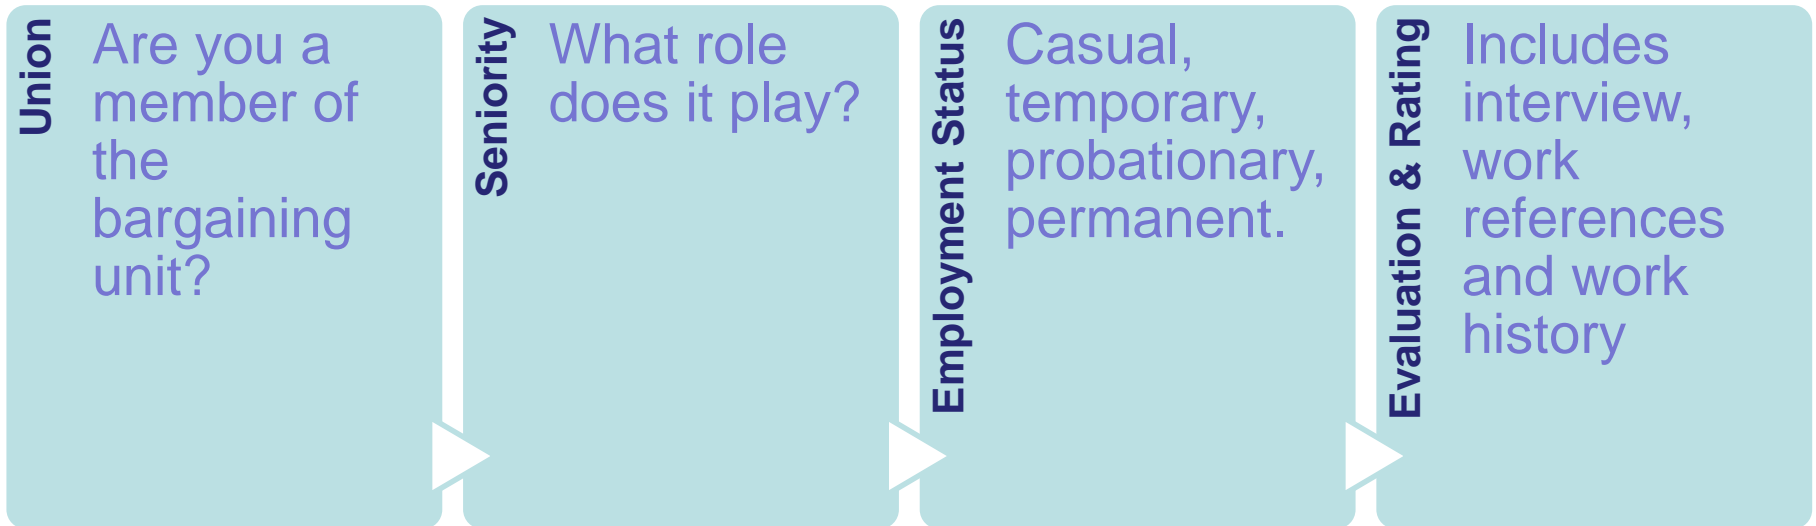 Union
Are you a
member of
the
bargaining
unit?
Seniority
What role
does it play?
Employment Status
Casual,
temporary,
probationary,
permanent.
Evaluation & Rating
Includes
interview,
work
references
and work
history